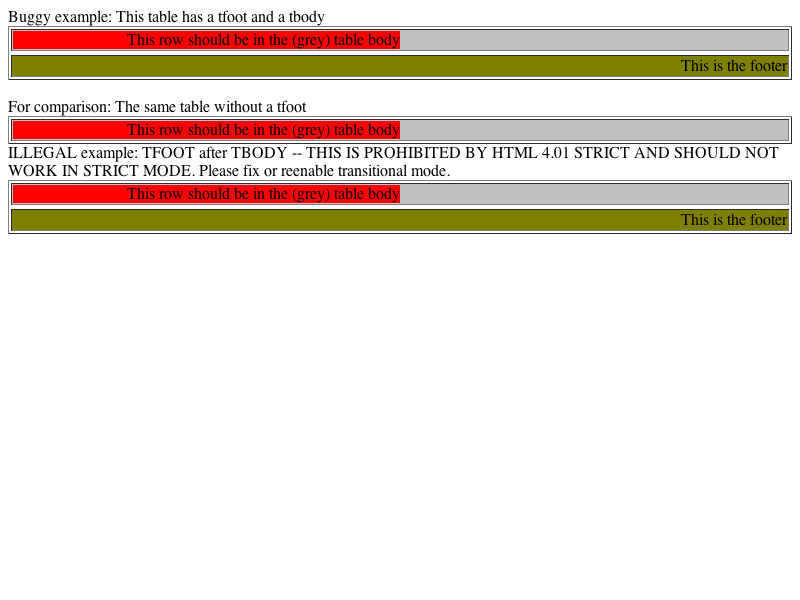 Buggy example: This table has a tfoot and a tbody
This row should be in the (grey) table body
This is the footer
For comparison: The same table without a tfoot
This row should be in the (grey) table body
ILLEGAL example: TFOOT after TBODY -- THIS IS PROHIBITED BY HTML 4.01 STRICT AND SHOULD NOT
WORK IN STRICT MODE. Please fix or reenable transitional mode.
This row should be in the (grey) table body
This is the footer